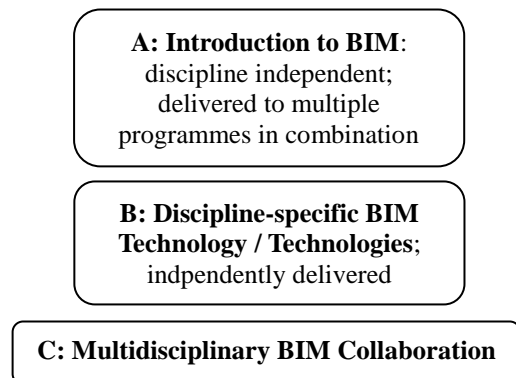 A: Introduction to BIM:
discipline independent;
delivered to multiple
programmes in combination
B: Discipline-specific BIM
Technology / Technologies;
indpendently delivered
C: Multidisciplinary BIM Collaboration